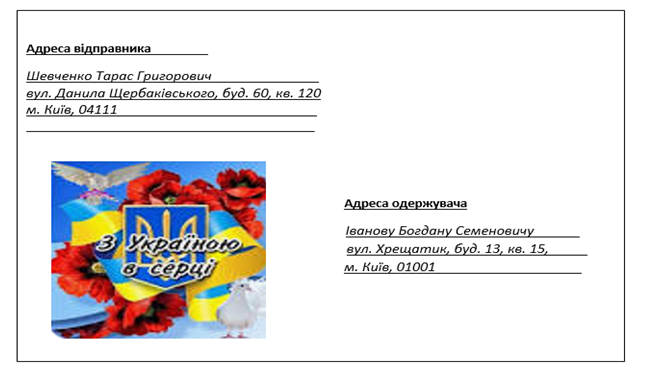 Адреса відправника
Шевченко Тарас Григорович
вул. Данила Щербаківського, буд. 60, кв. 120
м. Київ, 04111
З Україною
в серці
Адреса одержувача
Іванову Богдану Семеновичу
вул. Хрещатик, буд. 13, кв. 15,
м. Київ, 01001